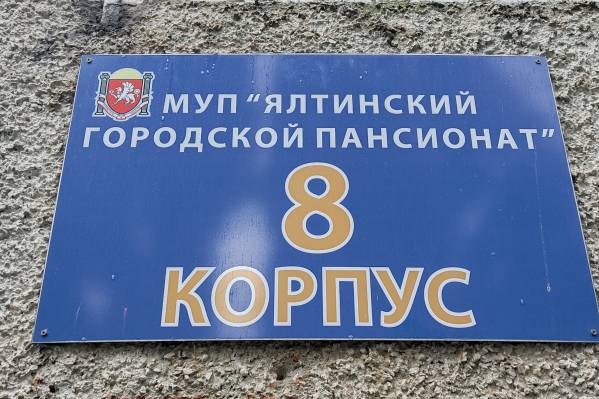 МУП “ЯЛТИНСКИЙ
ГОРОДСКОЙ ПАНСИОНАТ”
8
КОРПУС